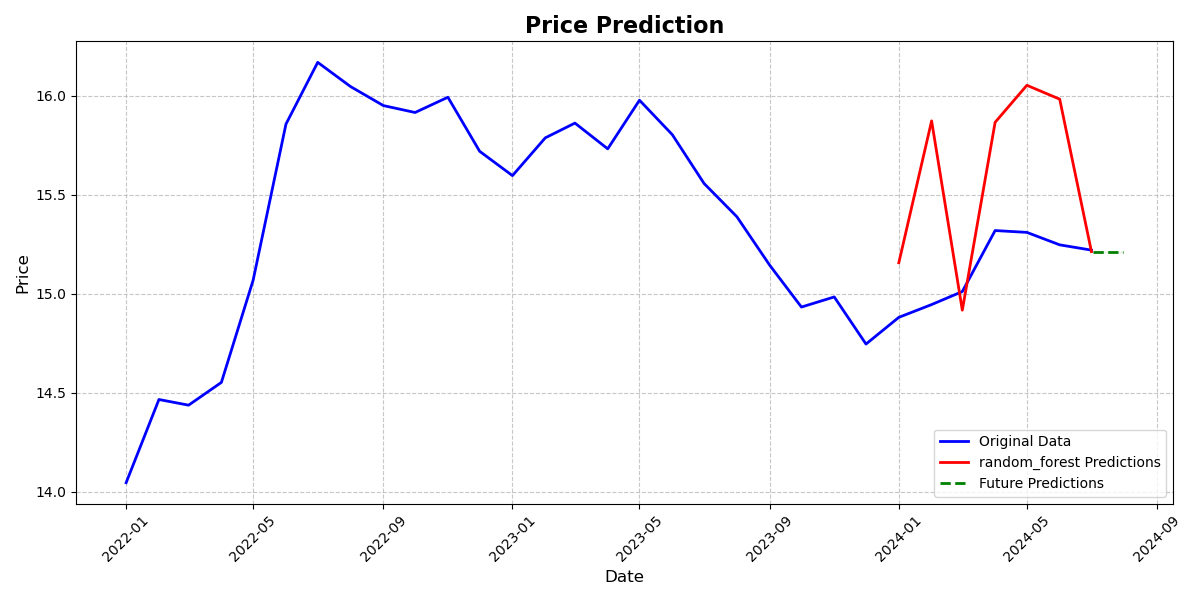 Price Prediction
Price
16.0
15.5
15.0
14.5
14.0
Original Data
random_forest Predictions
Future Predictions
2022-01
2022-05
2022-09
2023-01
2023-05
2023-09
2024-01
2024-05
2024-09
Date